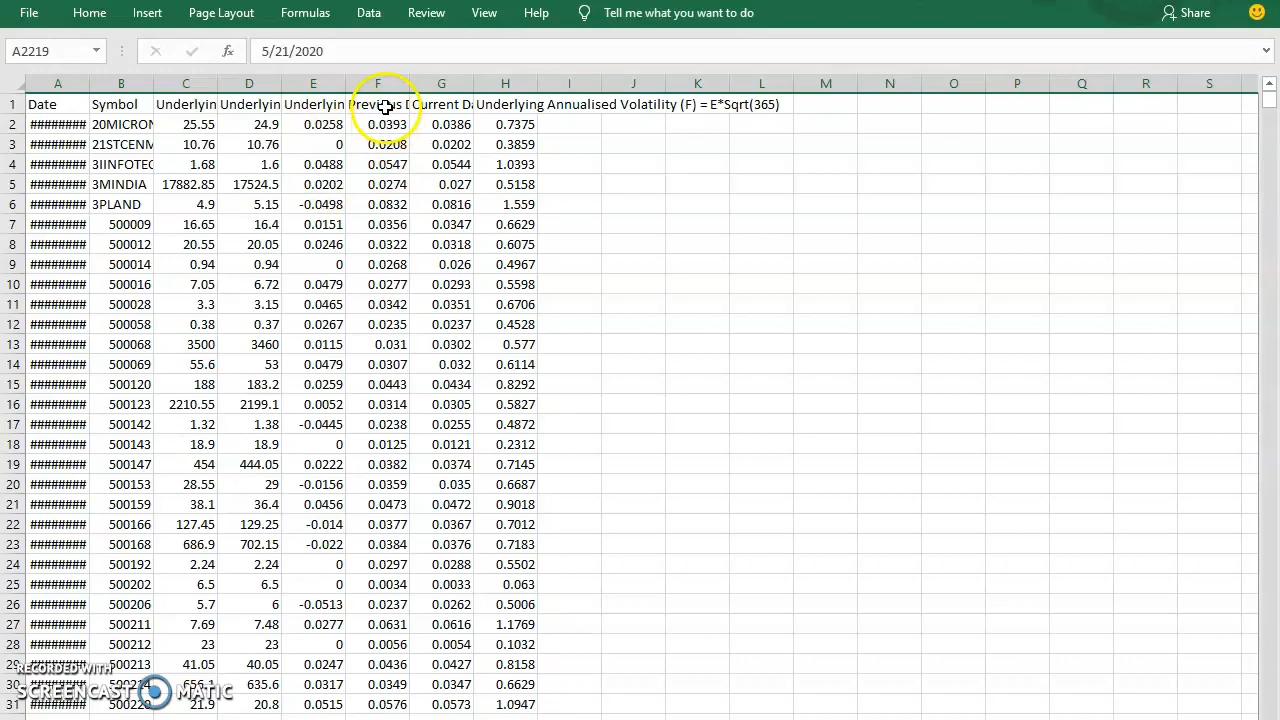 File Home Insert Page Layout Formulas Data Review View Help Tell me what you want to do Share
A2219 fx 5/21/2020
A B C D E F G H I J K L M N O P Q R S
1 Date Symbol Underlyin Underlyin Underlyin Previous D Current Da Underlying Annualised Volatility (F) = E*Sqrt(365)
2 ######## 20MICRON 25.55 24.9 0.0258 0.0393 0.0386 0.7375
3 ######## 21STCENM 10.76 10.76 0 0.0208 0.0202 0.3859
4 ######## 3IINFOTEC 1.68 1.6 0.0488 0.0547 0.0544 1.0393
5 ######## 3MINDIA 17882.85 17524.5 0.0202 0.0274 0.027 0.5158
6 ######## 3PLAND 4.9 5.15 -0.0498 0.0832 0.0816 1.559
7 ######## 500009 16.65 16.4 0.0151 0.0356 0.0347 0.6629
8 ######## 500012 20.55 20.05 0.0246 0.0322 0.0318 0.6075
9 ######## 500014 0.94 0.94 0 0.0268 0.026 0.4967
10 ######## 500016 7.05 6.72 0.0479 0.0277 0.0293 0.5598
11 ######## 500028 3.3 3.15 0.0465 0.0342 0.0351 0.6706
12 ######## 500058 0.38 0.37 0.0267 0.0235 0.0237 0.4528
13 ######## 500068 3500 3460 0.0115 0.031 0.0302 0.577
14 ######## 500069 55.6 53 0.0479 0.0307 0.032 0.6114
15 ######## 500120 188 183.2 0.0259 0.0443 0.0434 0.8292
16 ######## 500123 2210.55 2199.1 0.0052 0.0314 0.0305 0.5827
17 ######## 500142 1.32 1.38 -0.0445 0.0238 0.0255 0.4872
18 ######## 500143 18.9 18.9 0 0.0125 0.0121 0.2312
19 ######## 500147 454 444.05 0.0222 0.0382 0.0374 0.7145
20 ######## 500153 28.55 29 -0.0156 0.0359 0.035 0.6687
21 ######## 500159 38.1 36.4 0.0456 0.0473 0.0472 0.9018
22 ######## 500166 127.45 129.25 -0.014 0.0377 0.0367 0.7012
23 ######## 500168 686.9 702.15 -0.022 0.0384 0.0376 0.7183
24 ######## 500192 2.24 2.24 0 0.0297 0.0288 0.5502
25 ######## 500202 6.5 6.5 0 0.0034 0.0033 0.063
26 ######## 500206 5.7 6 -0.0513 0.0237 0.0262 0.5006
27 ######## 500211 7.69 7.48 0.0277 0.0631 0.0616 1.1769
28 ######## 500212 23 23 0 0.0056 0.0054 0.1032
29 ######## 500213 41.05 40.05 0.0247 0.0436 0.0427 0.8158
30 ######## 635.6 0.0317 0.0349 0.0347 0.6629
31 ######## 21.9 20.8 0.0515 0.0576 0.0573 1.0947
RECORDED WITH
SCREENCAST MATIC